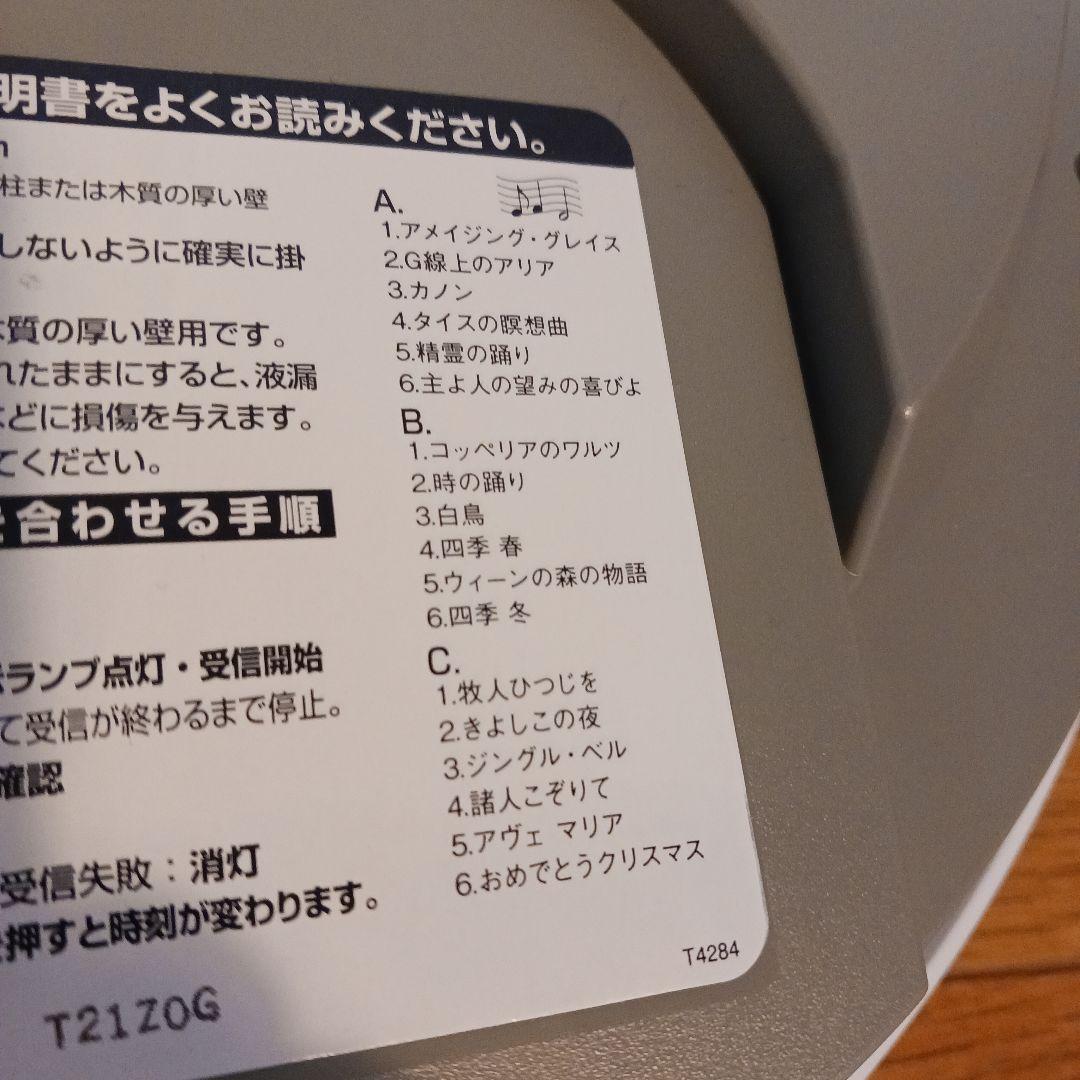 明書をよくお読みください。
柱または木質の厚い壁
しないように確実に掛
質の厚い壁用です。
れたままにすると、液漏
などに損傷を与えます。
てください。
合わせる手順
ランプ点灯・受信開始
て受信が終わるまで停止。
確認
受信失敗：消灯
押すと時刻が変わります。
T21Z0G
A.
1.アメイジング・グレイス
2.G線上のアリア
3.カノン
4.タイスの瞑想曲
5.精霊の踊り
6.主よ人の望みの喜びよ
B.
1.コッペリアのワルツ
2.時の踊り
3.白鳥
4.四季 春
5.ウィーンの森の物語
6.四季 冬
C.
1.牧人ひつじを
2.きよしこの夜
3.ジングル・ベル
4.諸人こぞりて
5.アヴェ マリア
6.おめでとうクリスマス
T4284